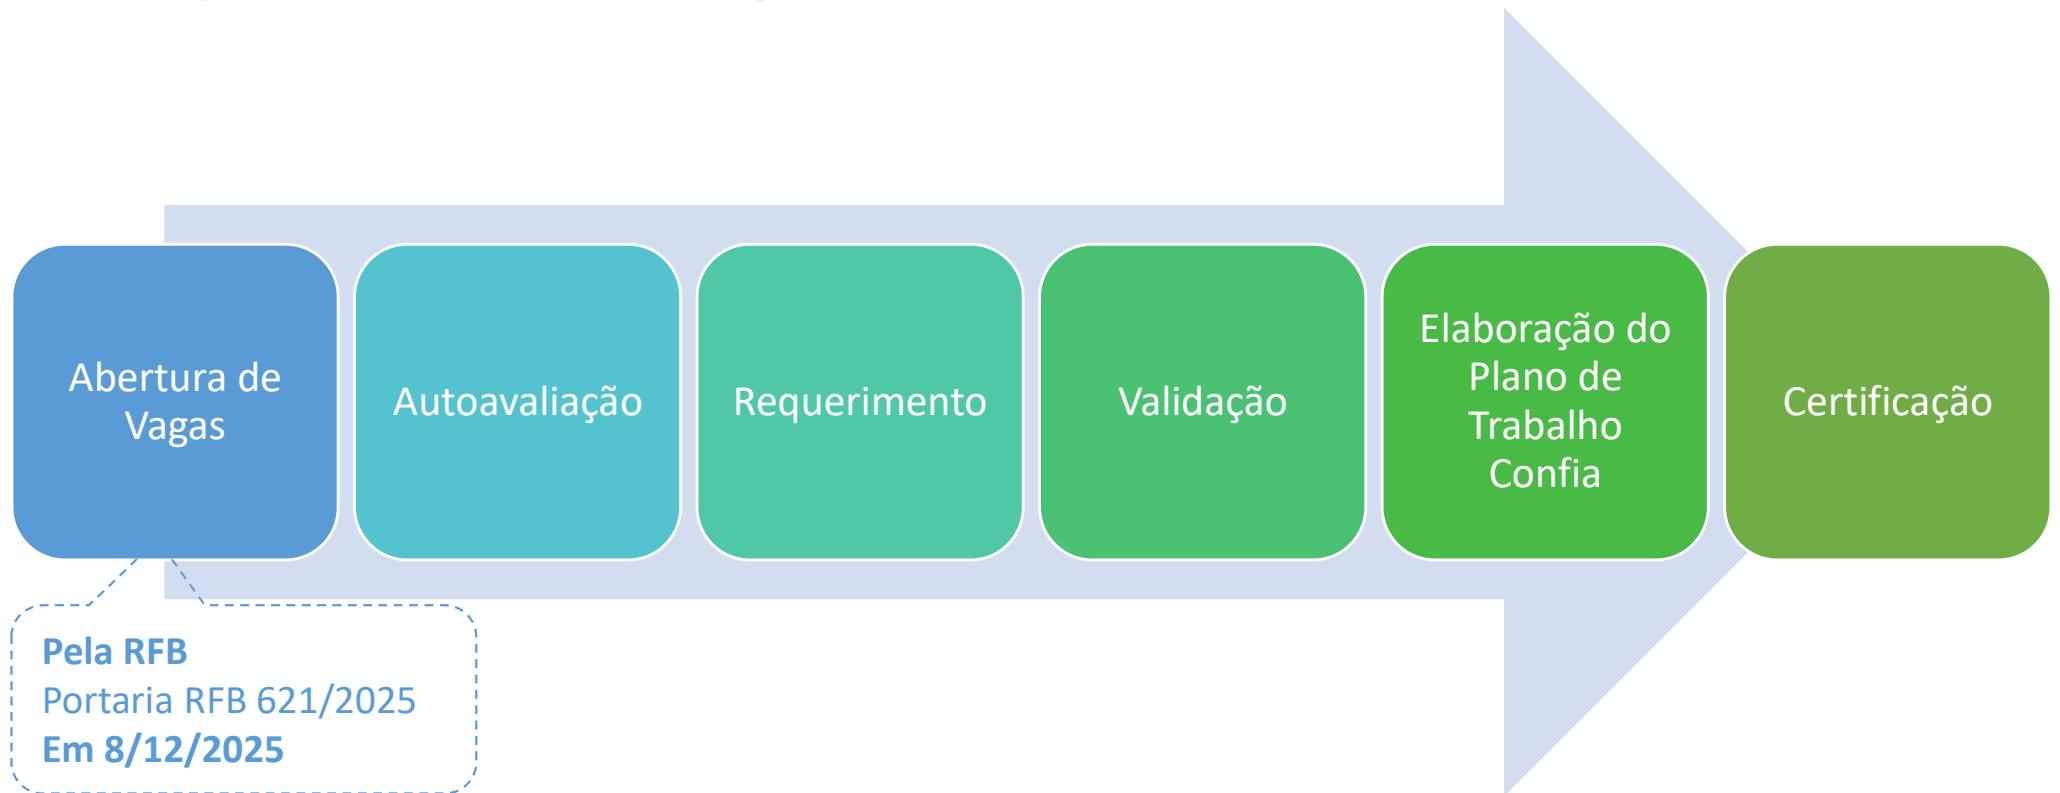 Abertura de
Vagas
Autoavaliação
Requerimento
Validação
Elaboração do
Plano de
Trabalho
Confia
Certificação
Pela RFB
Portaria RFB 621/2025
Em 8/12/2025